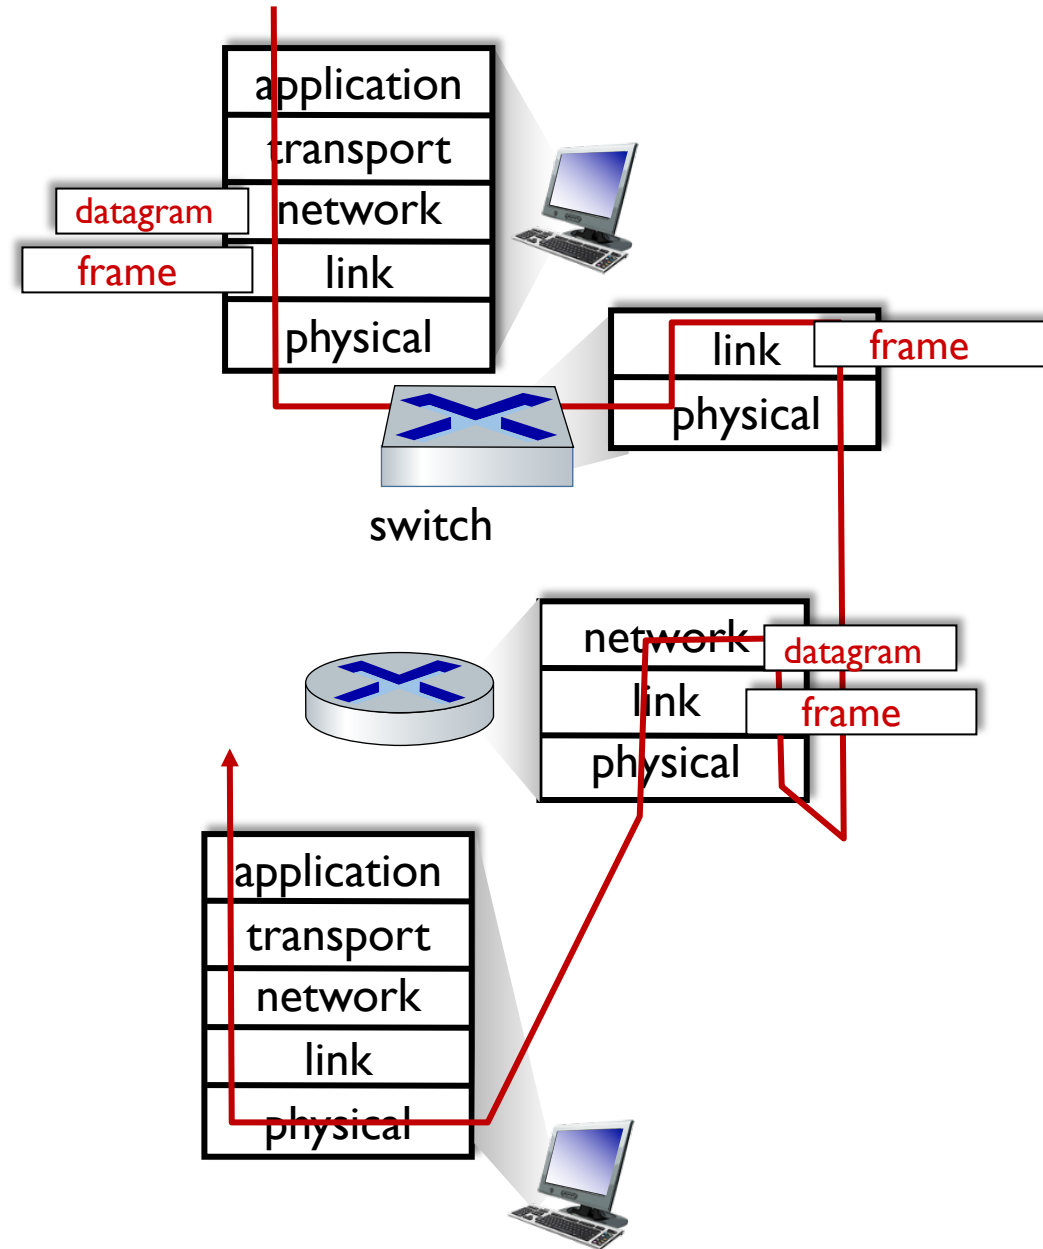 application
transport
datagram
network
frame
link
physical
link
frame
physical
switch
network
datagram
link
frame
physical
application
transport
network
link
physical